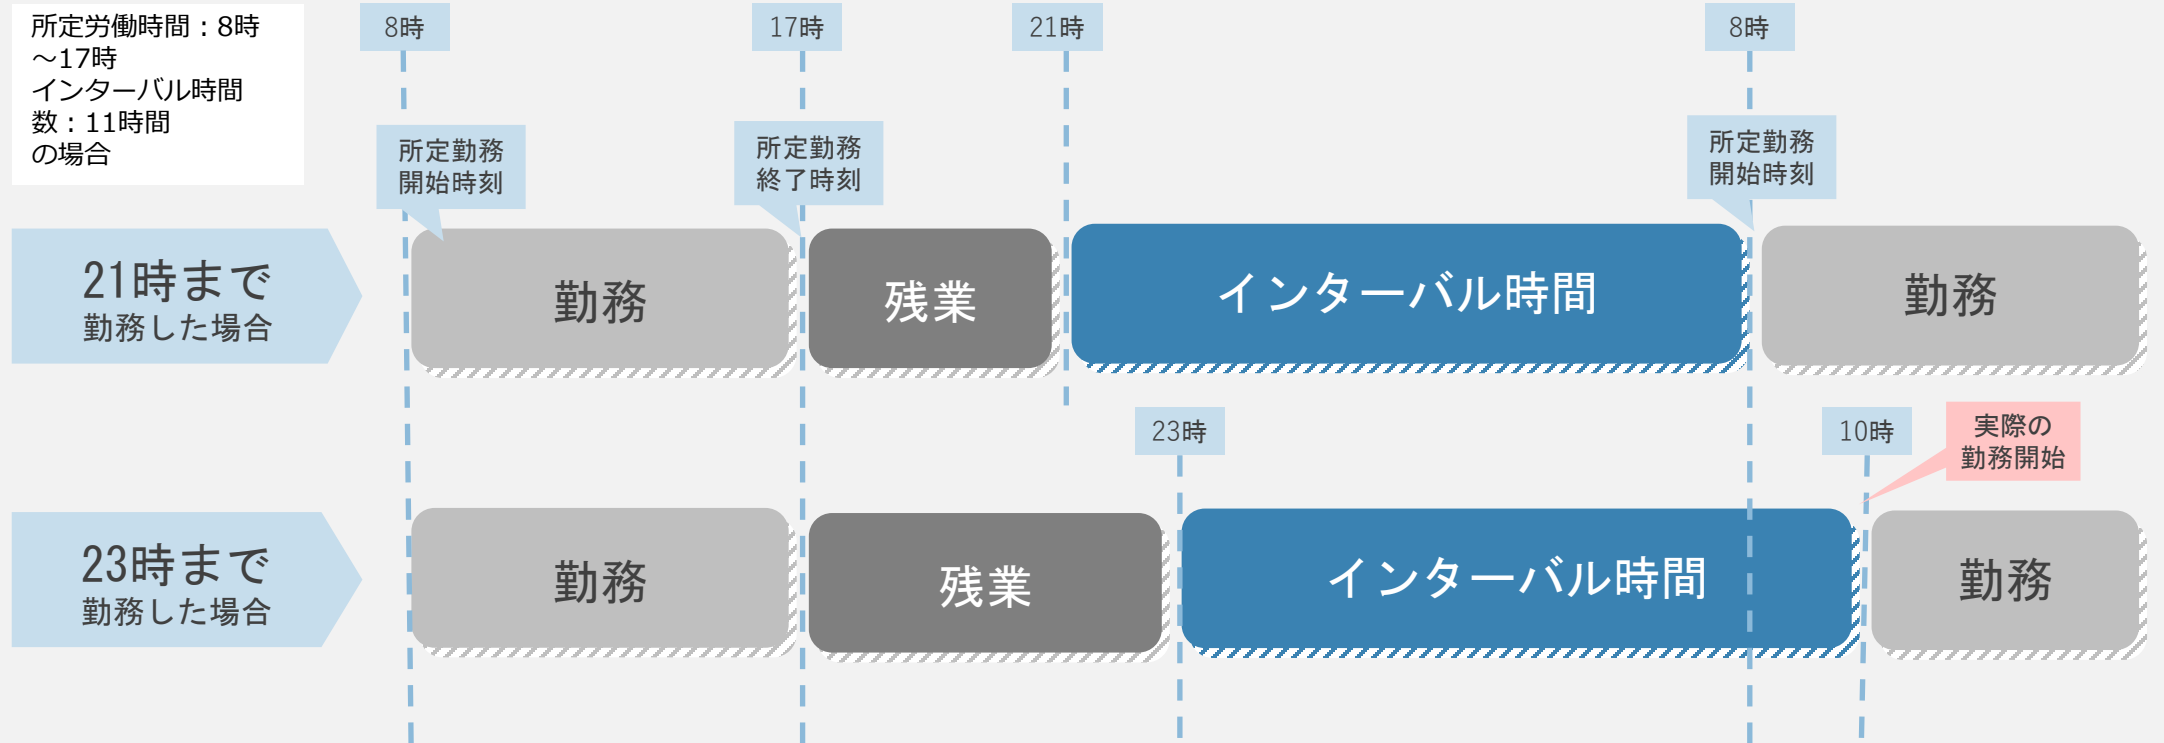 所定労働時間：8時
～17時
インターバル時間
数：11時間
の場合
8時
17時
21時
8時
所定勤務
開始時刻
所定勤務
終了時刻
所定勤務
開始時刻
21時まで
勤務した場合
勤務
残業
インターバル時間
勤務
23時
10時
実際の
勤務開始
23時まで
勤務した場合
勤務
残業
インターバル時間
勤務